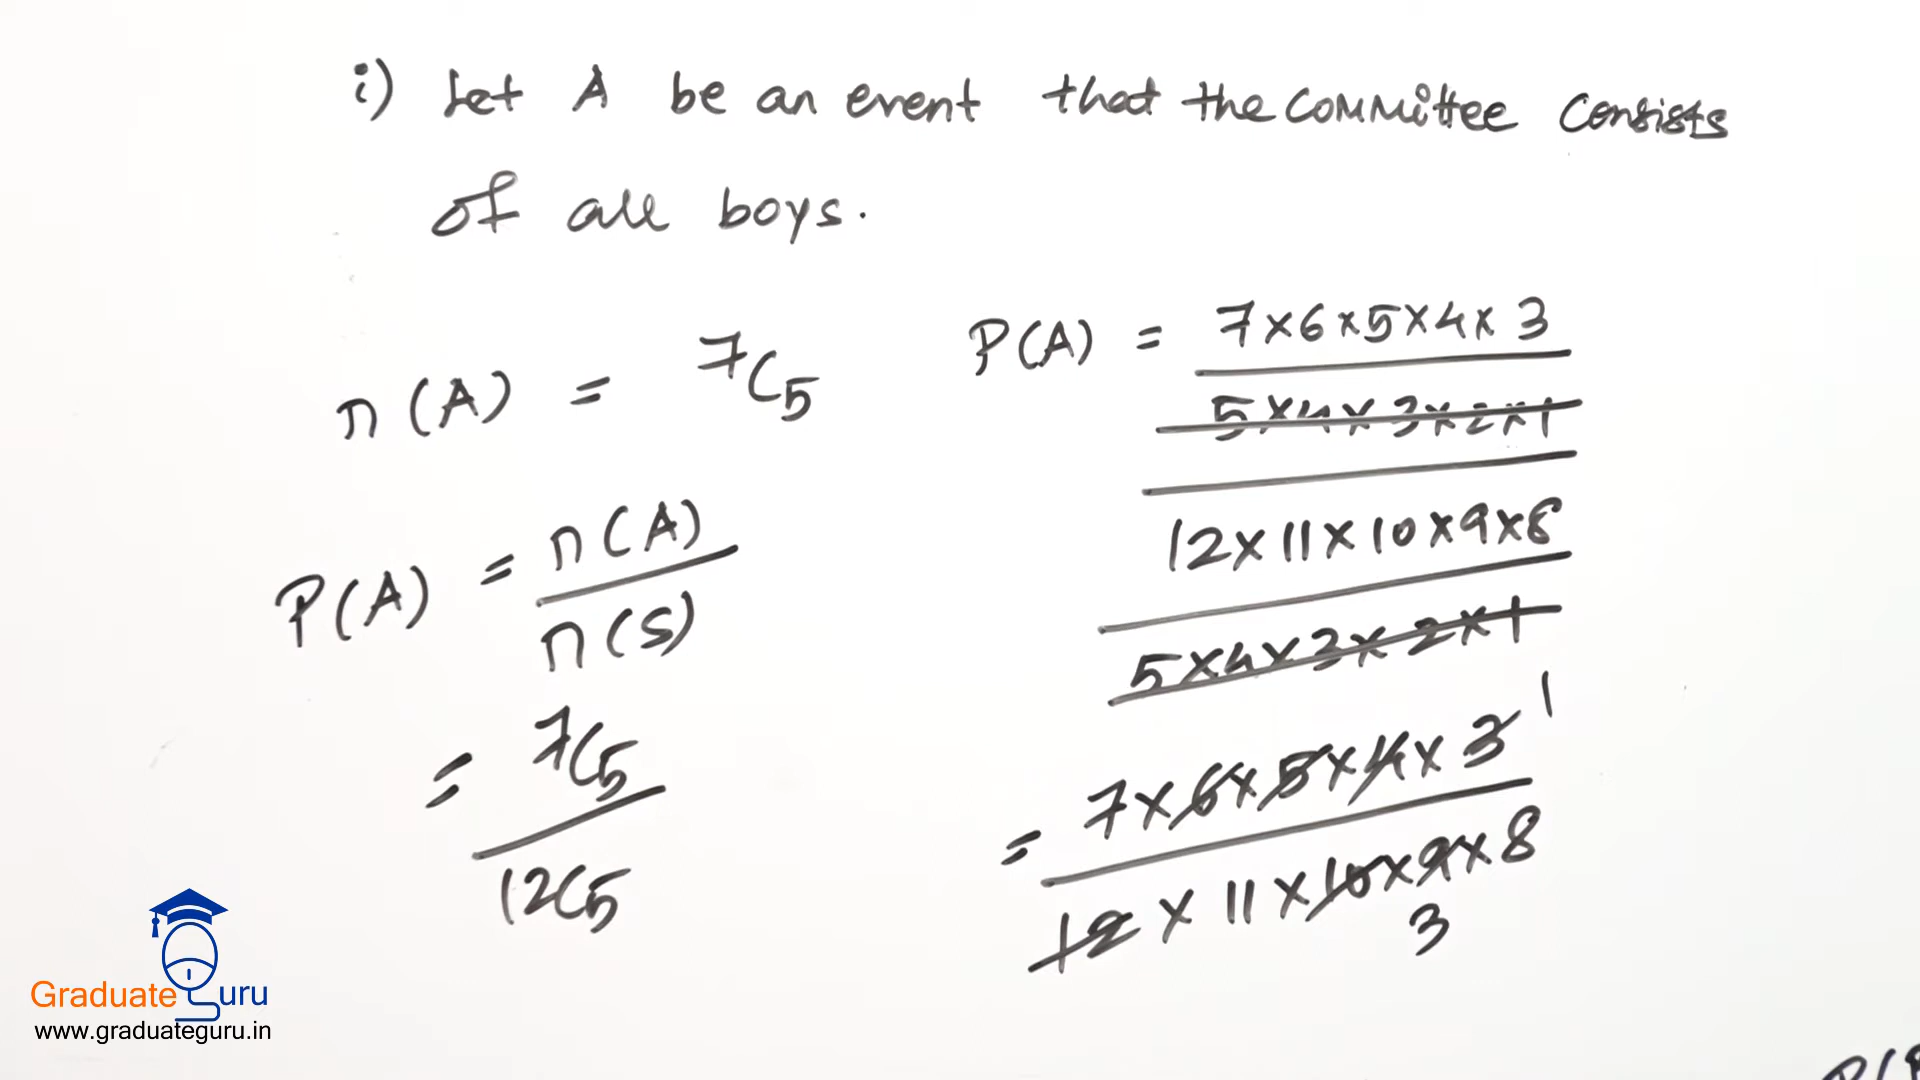 i) Let A be an event that the committee consists
of all boys.
n(A) = ⁷C₅
P(A) = n(A)
n(S)
= ⁷C₅
12C₅
P(A) = 7×6×5×4×3
5×4×3×2×1
12×11×10×9×8
5×4×3×2×1
1
= 7×6×5×4×3
12×11×10×9×8
3
Graduate Guru
www.graduateguru.in